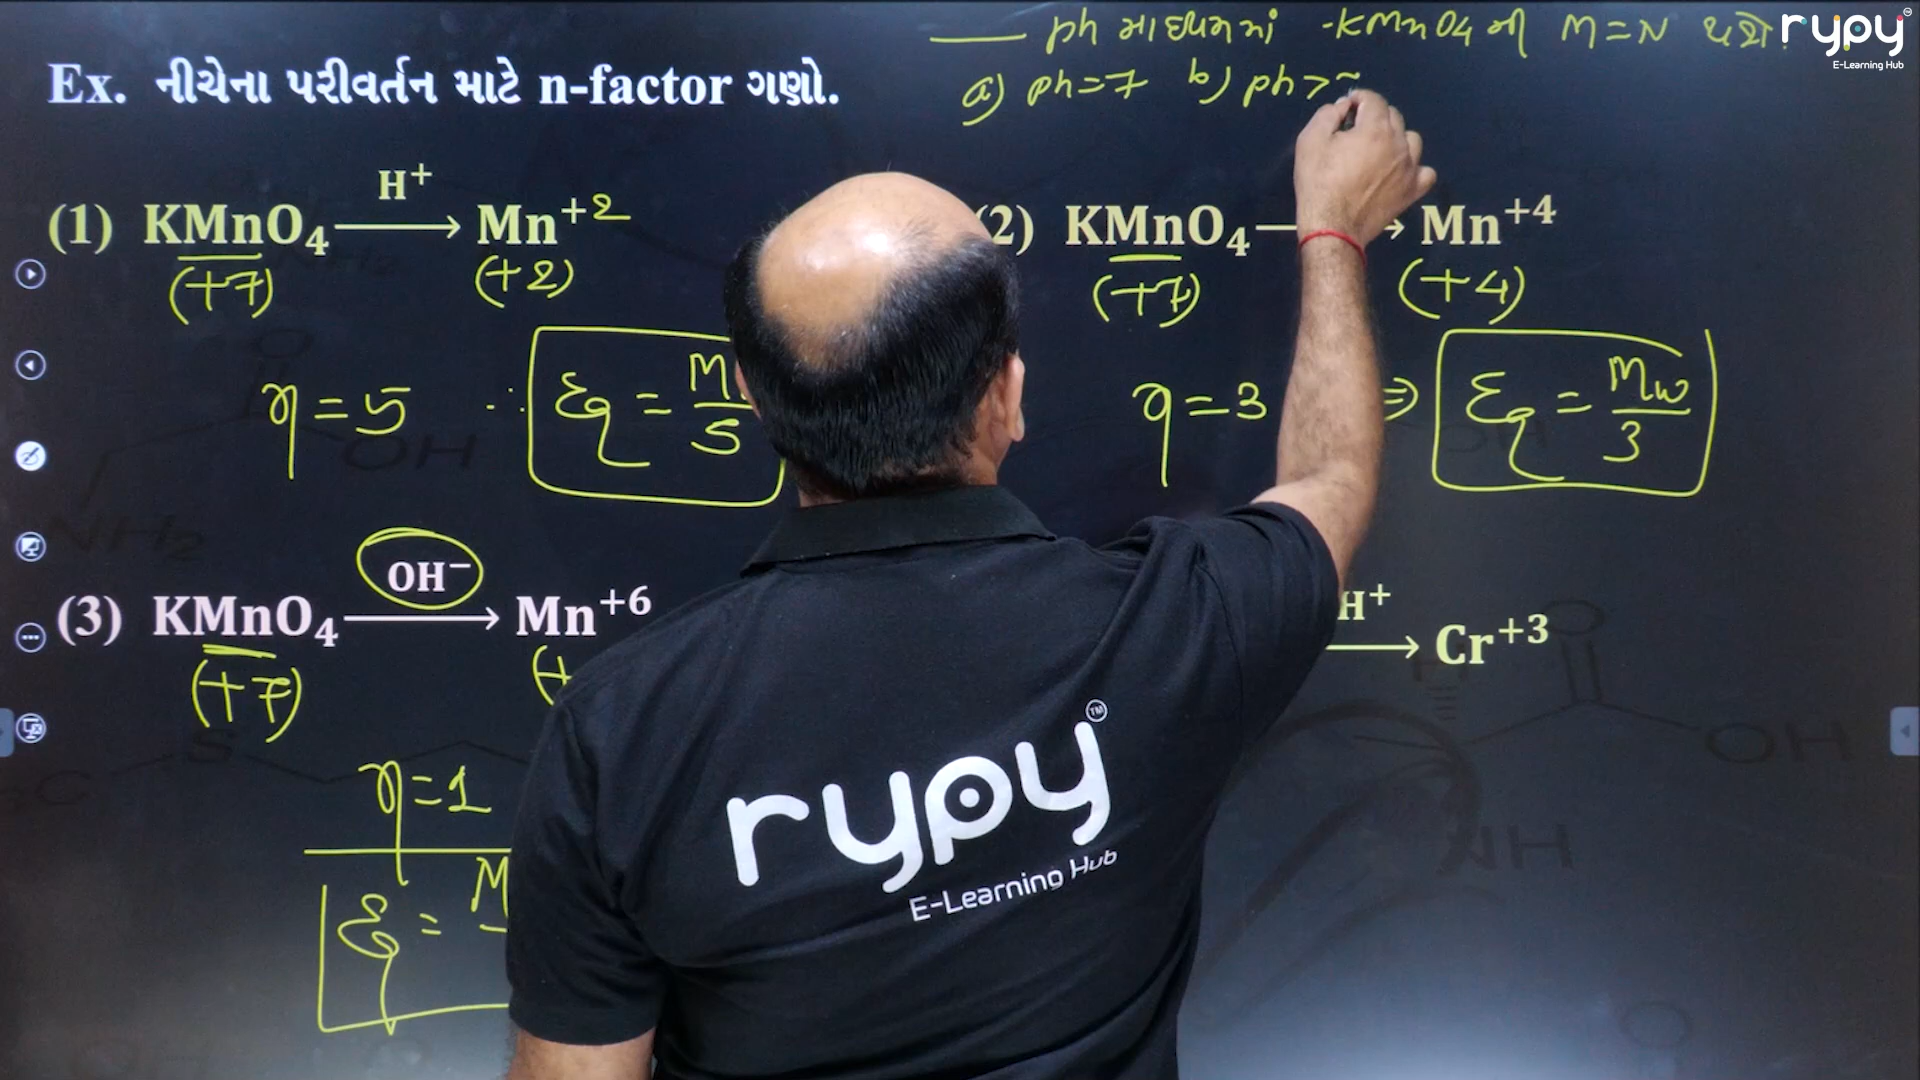 ph માધ્યમમાં KMnO4 ની M=N થશે.
rypy
E-Learning Hub
a) ph=7 b) ph>
Ex. નીચેના પરીવર્તન માટે n-factor ગણો.
H+
(1) KMnO4 → Mn+2
(+7) (+2)
η=5 ∴ Eq = M 5
(2) KMnO4 → Mn+4
(+7) (+4)
η=3 ⇒ Eq = Mw/3
OH−
(3) KMnO4 → Mn+6
(+7)
η=1
Eq = M
H+
→ Cr+3
rypy TM
E-Learning Hub